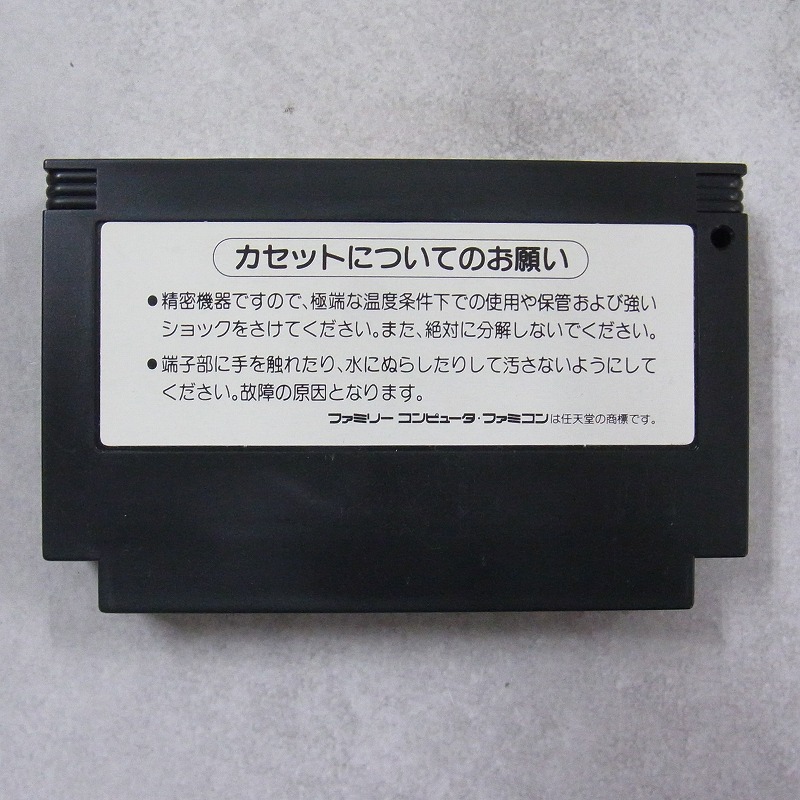 カセットについてのお願い
●精密機器ですので、極端な温度条件下での使用や保管および強い
ショックをさけてください。また、絶対に分解しないでください。
●端子部に手を触れたり、水にぬらしたりして汚さないようにして
ください。故障の原因となります。
ファミリー コンピュータ・ファミコンは任天堂の商標です。